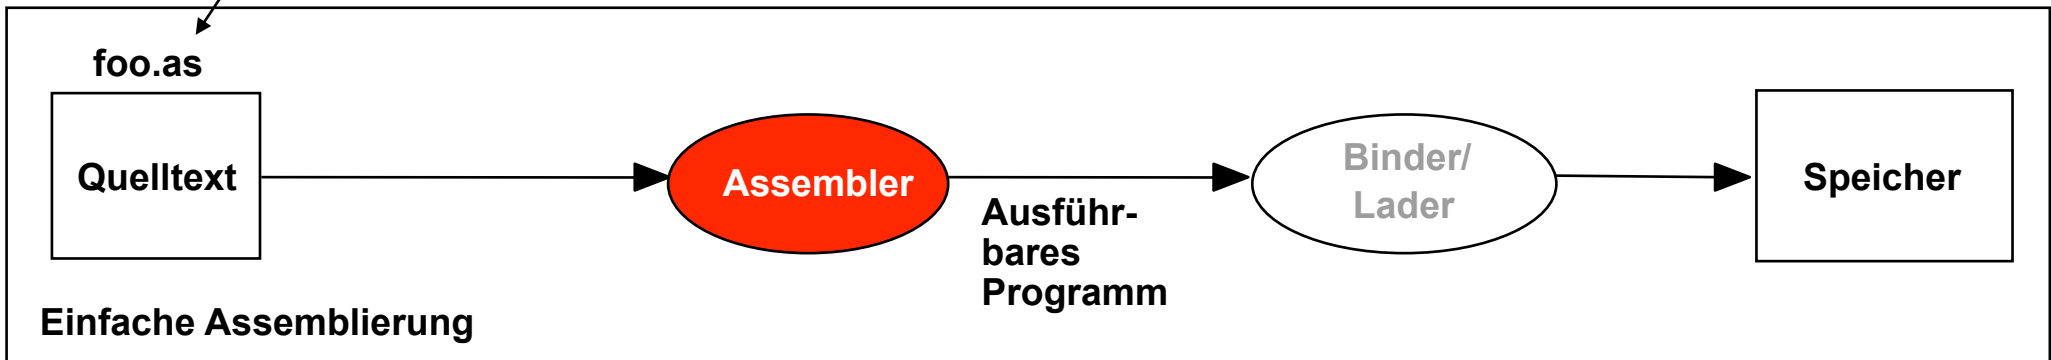 foo.as
Quelltext
Assembler
Ausführ-
bares
Programm
Binder/
Lader
Speicher
Einfache Assemblierung